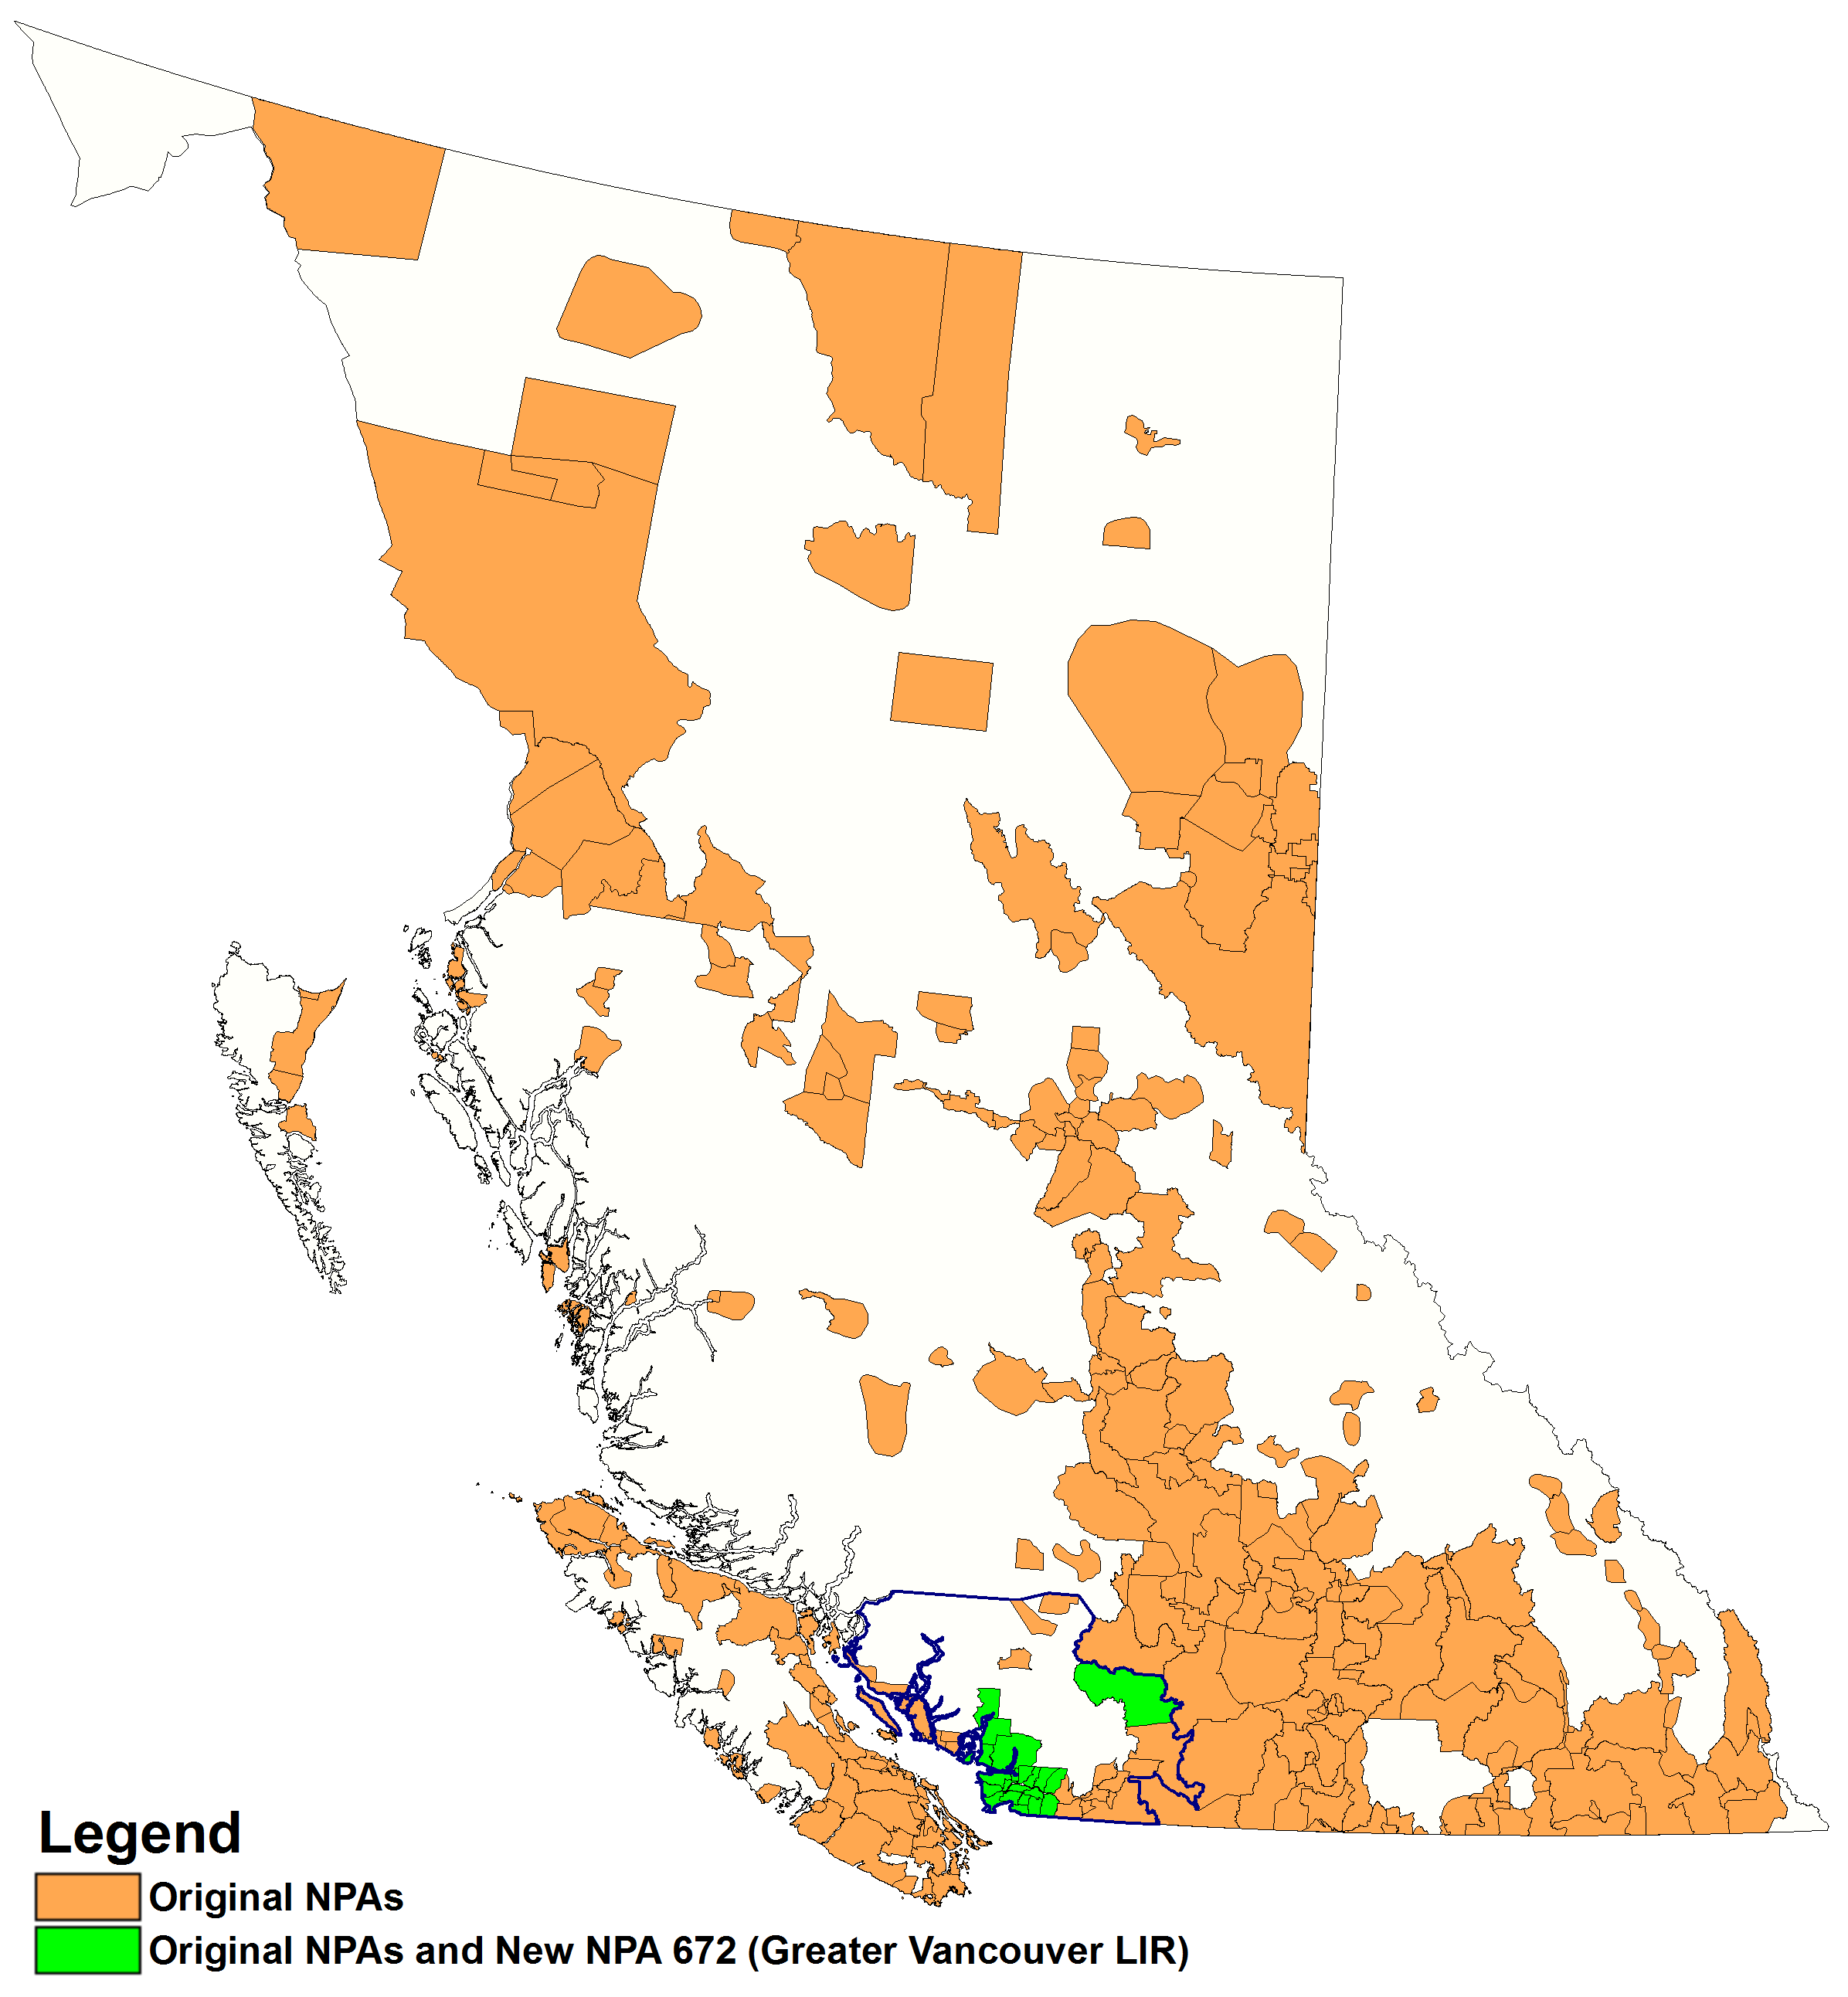 Legend
Original NPAs
Original NPAs and New NPA 672 (Greater Vancouver LIR)